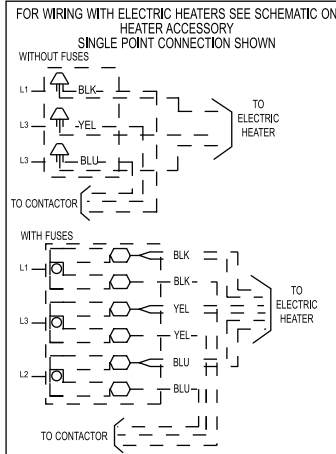 FOR WIRING WITH ELECTRIC HEATERS SEE SCHEMATIC ON
HEATER ACCESSORY
SINGLE POINT CONNECTION SHOWN
WITHOUT FUSES
L1
BLK
L3
YEL
L3
BLU
TO
ELECTRIC
HEATER
TO CONTACTOR
WITH FUSES
L1
BLK
BLK
L3
YEL
YEL
L2
BLU
BLU
TO
ELECTRIC
HEATER
TO CONTACTOR